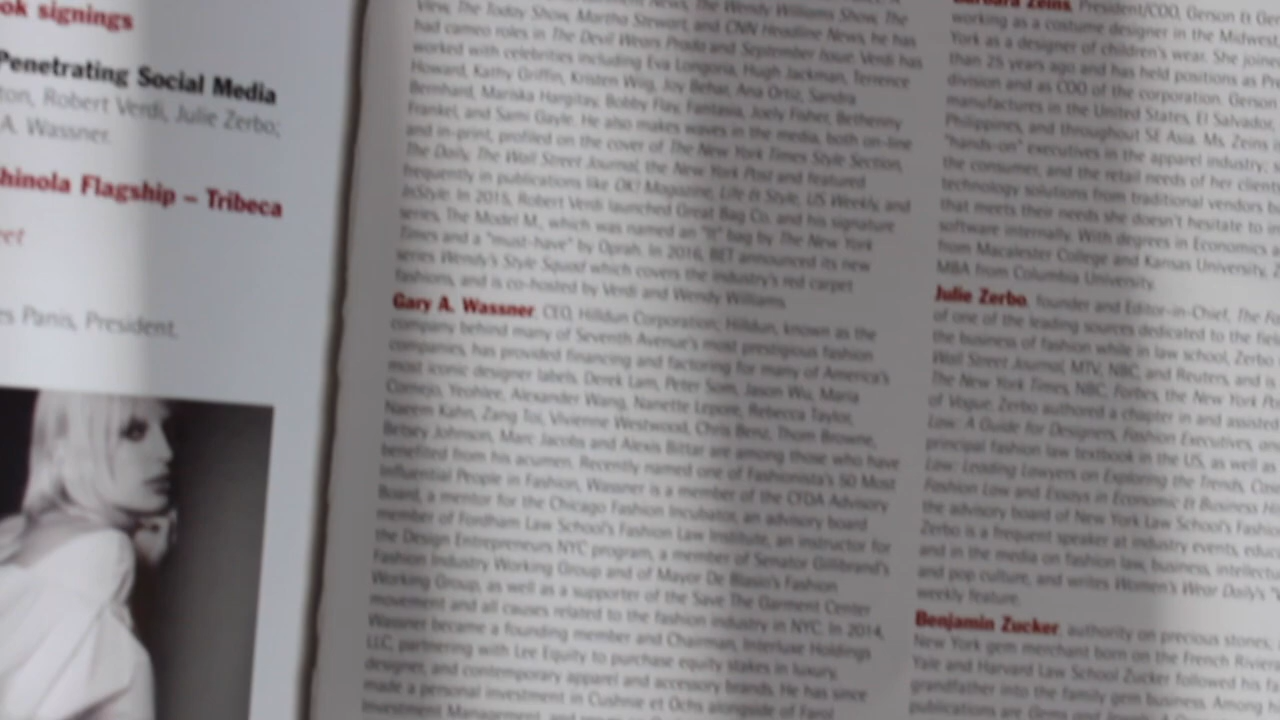 ok signings
Penetrating Social Media
ton, Robert Verdi, Julie Zerbo,
A. Wassner.
hinola Flagship – Tribeca
eet
es Panis, President.
News, The Wendy Williams Show, The
View, The Today Show, Martha Stewart, and CNN Headline News, he has
had cameo roles in The Devil Wears Prada and September Issue. Verdi has
worked with celebrities including Eva Longoria, Hugh Jackman, Terrence
Howard, Kathy Griffin, Kristen Wiig, Joy Behar, Ana Ortiz, Sandra
Bernhard, Mariska Hargitay, Bobby Flay, Fantasia, Joely Fisher, Bethenny
Frankel, and Sami Gayle. He also makes waves in the media, both on-line
and in-print, profiled on the cover of The New York Times Style Section,
The Daily, The Wall Street Journal, the New York Post and featured
frequently in publications like OK! Magazine, Life & Style, US Weekly, and
InStyle. In 2015, Robert Verdi launched Great Bag Co. and his signature
series, The Model M., which was named an "it" bag by The New York
Times and a "must-have" by Oprah. In 2016, BET announced its new
series Wendy's Style Squad which covers the industry's red carpet
fashions, and is co-hosted by Verdi and Wendy Williams.
Gary A. Wassner, CEO, Hilldun Corporation; Hilldun, known as the
company behind many of Seventh Avenue's most prestigious fashion
companies, has provided financing and factoring for many of America's
most iconic designer labels. Derek Lam, Peter Som, Jason Wu, Maria
Cornejo, Yeohlee, Alexander Wang, Nanette Lepore, Rebecca Taylor,
Naeem Kahn, Zang Toi, Vivienne Westwood, Chris Benz, Thom Browne,
Betsey Johnson, Marc Jacobs and Alexis Bittar are among those who have
benefited from his acumen. Recently named one of Fashionista's 50 Most
Influential People in Fashion, Wassner is a member of the CFDA Advisory
Board, a mentor for the Chicago Fashion Incubator, an advisory board
member of Fordham Law School's Fashion Law Institute, an instructor for
the Design Entrepreneurs NYC program, a member of Senator Gillibrand's
Fashion Industry Working Group and of Mayor De Blasio's Fashion
Working Group, as well as a supporter of the Save The Garment Center
movement and all causes related to the fashion industry in NYC. In 2014,
Wassner became a founding member and Chairman, Interluxe Holdings
LLC, partnering with Lee Equity to purchase equity stakes in luxury,
designer, and contemporary apparel and accessory brands. He has since
made a personal investment in Cushnie et Ochs alongside of Farol
Investment Management, and
Barbara Zeins, President/COO, Gerson & Ger
working as a costume designer in the Midwest
York as a designer of children's wear. She joined
than 25 years ago and has held positions as Pr
division and as COO of the corporation. Gerson
manufactures in the United States, El Salvador,
Philippines, and throughout SE Asia. Ms. Zeins i
"hands-on" executives in the apparel industry;
the consumer, and the retail needs of her client
technology solutions from traditional vendors b
that meets their needs she doesn't hesitate to in
software internally. With degrees in Economics a
from Macalester College and Kansas University,
MBA from Columbia University.
Julie Zerbo, founder and Editor-in-Chief, The Fa
of one of the leading sources dedicated to the fiel
the business of fashion while in law school, Zerbo
Wall Street Journal, MTV, NBC, and Reuters, and is
The New York Times, NBC, Forbes, the New York Po
of Vogue. Zerbo authored a chapter in and assisted
Law: A Guide for Designers, Fashion Executives, an
principal fashion law textbook in the US, as well as
Law: Leading Lawyers on Exploring the Trends, Cas
Fashion Law and Essays in Economic & Business Hi
the advisory board of New York Law School's Fashio
Zerbo is a frequent speaker at industry events, educ
and in the media on fashion law, business, intellectu
and pop culture, and writes Women's Wear Daily's
weekly feature.
Benjamin Zucker, authority on precious stones,
New York gem merchant born on the French Riviera
Yale and Harvard Law School Zucker followed his fa
grandfather into the family gem business. Among h
publications are Gems and